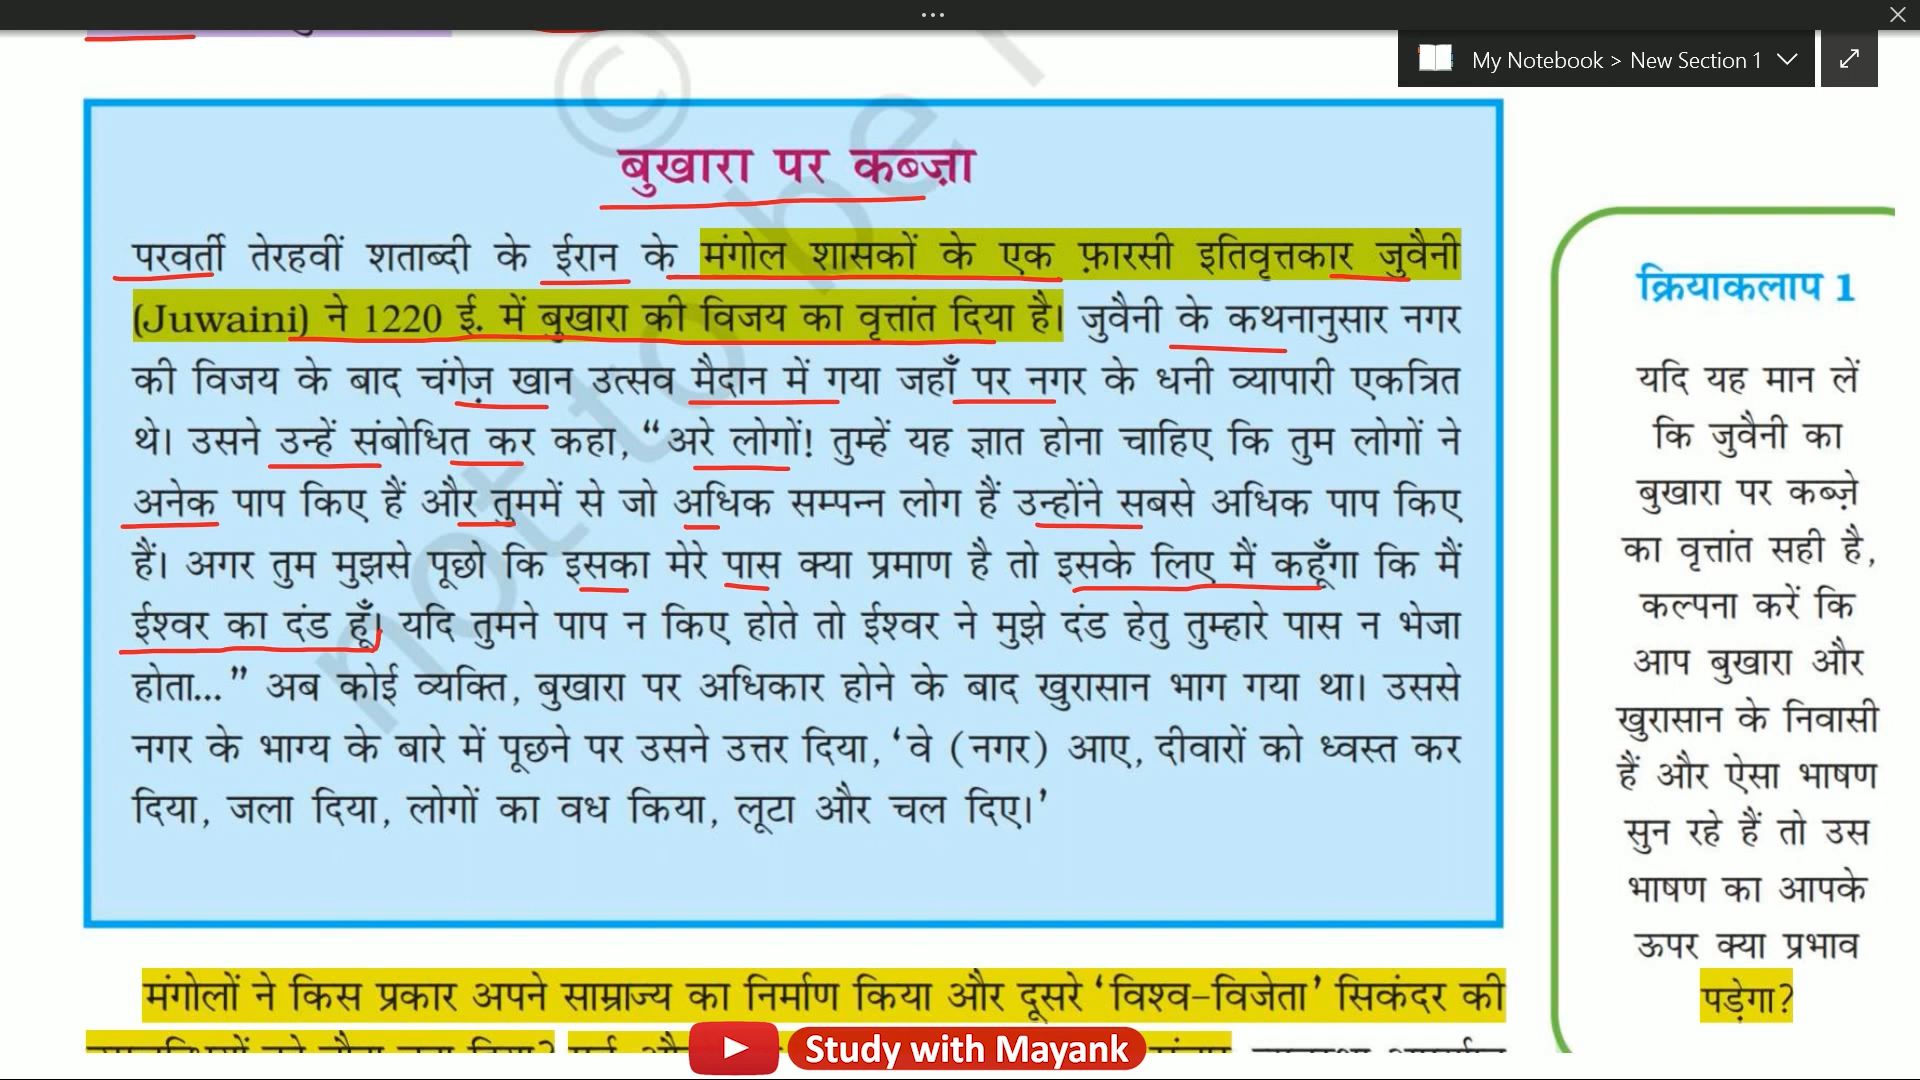 My Notebook > New Section 1
बुखारा पर कब्ज़ा
परवर्ती तेरहवीं शताब्दी के ईरान के मंगोल शासकों के एक फ़ारसी इतिवृत्तकार जुवैनी
(Juwaini) ने 1220 ई. में बुखारा की विजय का वृत्तांत दिया है। जुवैनी के कथनानुसार नगर
की विजय के बाद चंगेज़ खान उत्सव मैदान में गया जहाँ पर नगर के धनी व्यापारी एकत्रित
थे। उसने उन्हें संबोधित कर कहा, “अरे लोगों! तुम्हें यह ज्ञात होना चाहिए कि तुम लोगों ने
अनेक पाप किए हैं और तुममें से जो अधिक सम्पन्न लोग हैं उन्होंने सबसे अधिक पाप किए
हैं। अगर तुम मुझसे पूछो कि इसका मेरे पास क्या प्रमाण है तो इसके लिए मैं कहूँगा कि मैं
ईश्वर का दंड हूँ। यदि तुमने पाप न किए होते तो ईश्वर ने मुझे दंड हेतु तुम्हारे पास न भेजा
होता...” अब कोई व्यक्ति, बुखारा पर अधिकार होने के बाद खुरासान भाग गया था। उससे
नगर के भाग्य के बारे में पूछने पर उसने उत्तर दिया, ‘वे (नगर) आए, दीवारों को ध्वस्त कर
दिया, जला दिया, लोगों का वध किया, लूटा और चल दिए।’
क्रियाकलाप 1
यदि यह मान लें
कि जुवैनी का
बुखारा पर कब्ज़े
का वृत्तांत सही है,
कल्पना करें कि
आप बुखारा और
खुरासान के निवासी
हैं और ऐसा भाषण
सुन रहे हैं तो उस
भाषण का आपके
ऊपर क्या प्रभाव
पड़ेगा?
मंगोलों ने किस प्रकार अपने साम्राज्य का निर्माण किया और दूसरे ‘विश्व-विजेता’ सिकंदर की
Study with Mayank
not to be